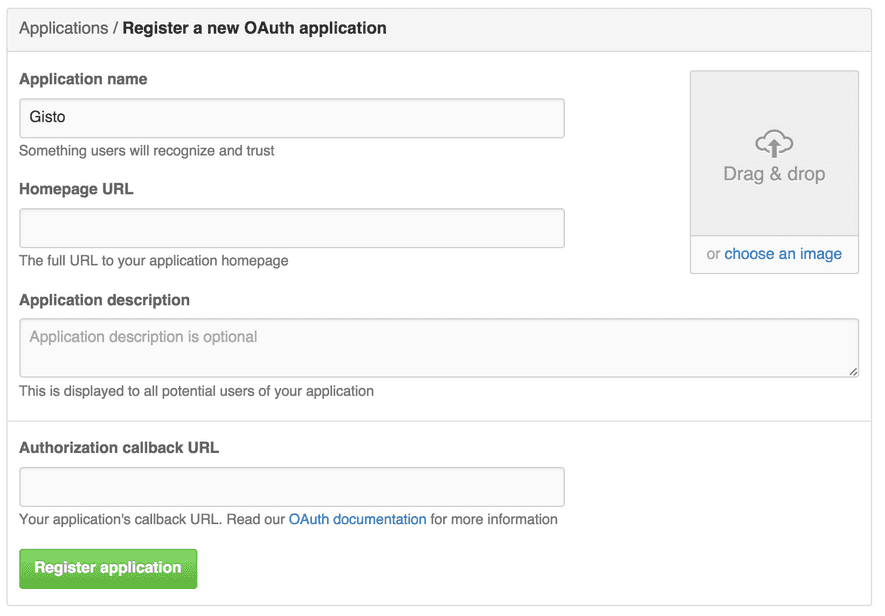 Applications / Register a new OAuth application
Application name
Gisto
Something users will recognize and trust
Drag & drop
or choose an image
Homepage URL
The full URL to your application homepage
Application description
Application description is optional
This is displayed to all potential users of your application
Authorization callback URL
Your application's callback URL. Read our OAuth documentation for more information
Register application